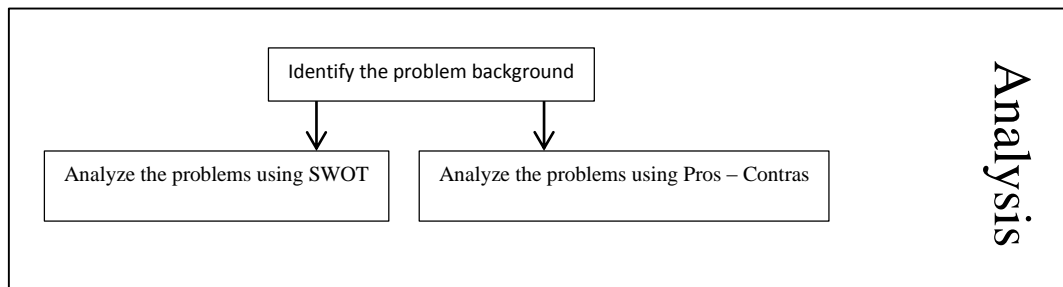 Identify the problem background
Analyze the problems using SWOT
Analyze the problems using Pros – Contras
Analysis